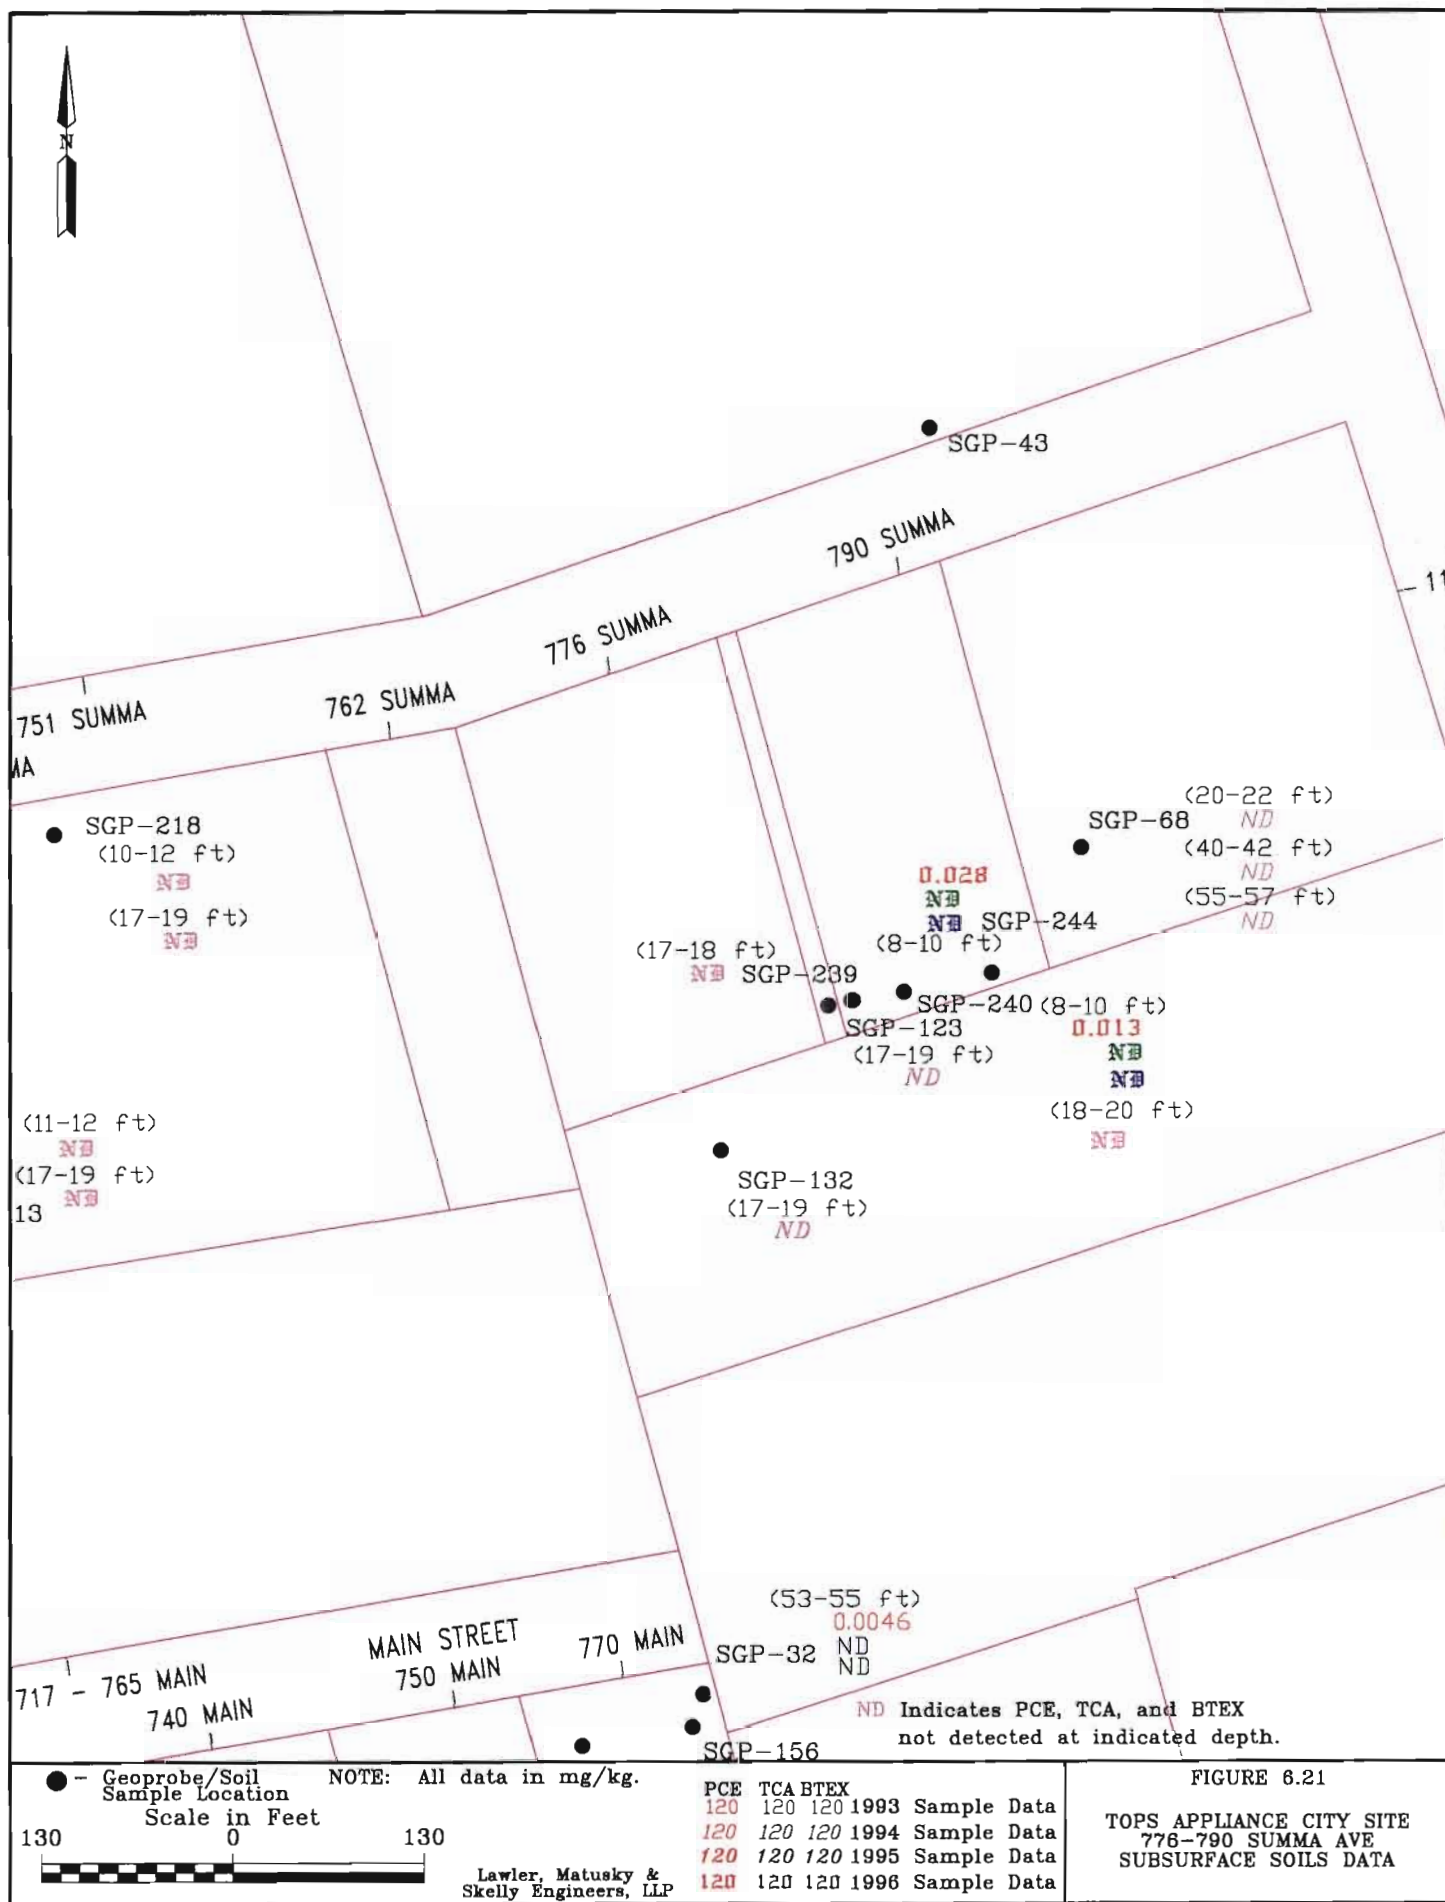 N
SGP-43
790 SUMMA
11
776 SUMMA
762 SUMMA
751 SUMMA
MA
SGP-218
(10-12 ft)
ND
(17-19 ft)
ND
SGP-68
(20-22 ft)
ND
(40-42 ft)
ND
(55-57 ft)
ND
0.028
ND
ND
SGP-244
(8-10 ft)
(17-18 ft)
ND
SGP-239
SGP-240
(8-10 ft)
0.013
ND
ND
(18-20 ft)
ND
SGP-123
(17-19 ft)
ND
(11-12 ft)
ND
(17-19 ft)
ND
13
SGP-132
(17-19 ft)
ND
(53-55 ft)
0.0046
SGP-32 ND
ND
MAIN STREET
770 MAIN
750 MAIN
717 - 765 MAIN
740 MAIN
SGP-156
ND Indicates PCE, TCA, and BTEX
not detected at indicated depth.
- Geoprobe/Soil
Sample Location
NOTE: All data in mg/kg.
Scale in Feet
130 0 130
Lawler, Matusky &
Skelly Engineers, LLP
PCE TCA BTEX
120 120 120 1993 Sample Data
120 120 120 1994 Sample Data
120 120 120 1995 Sample Data
120 120 120 1996 Sample Data
FIGURE 6.21
TOPS APPLIANCE CITY SITE
776-790 SUMMA AVE
SUBSURFACE SOILS DATA